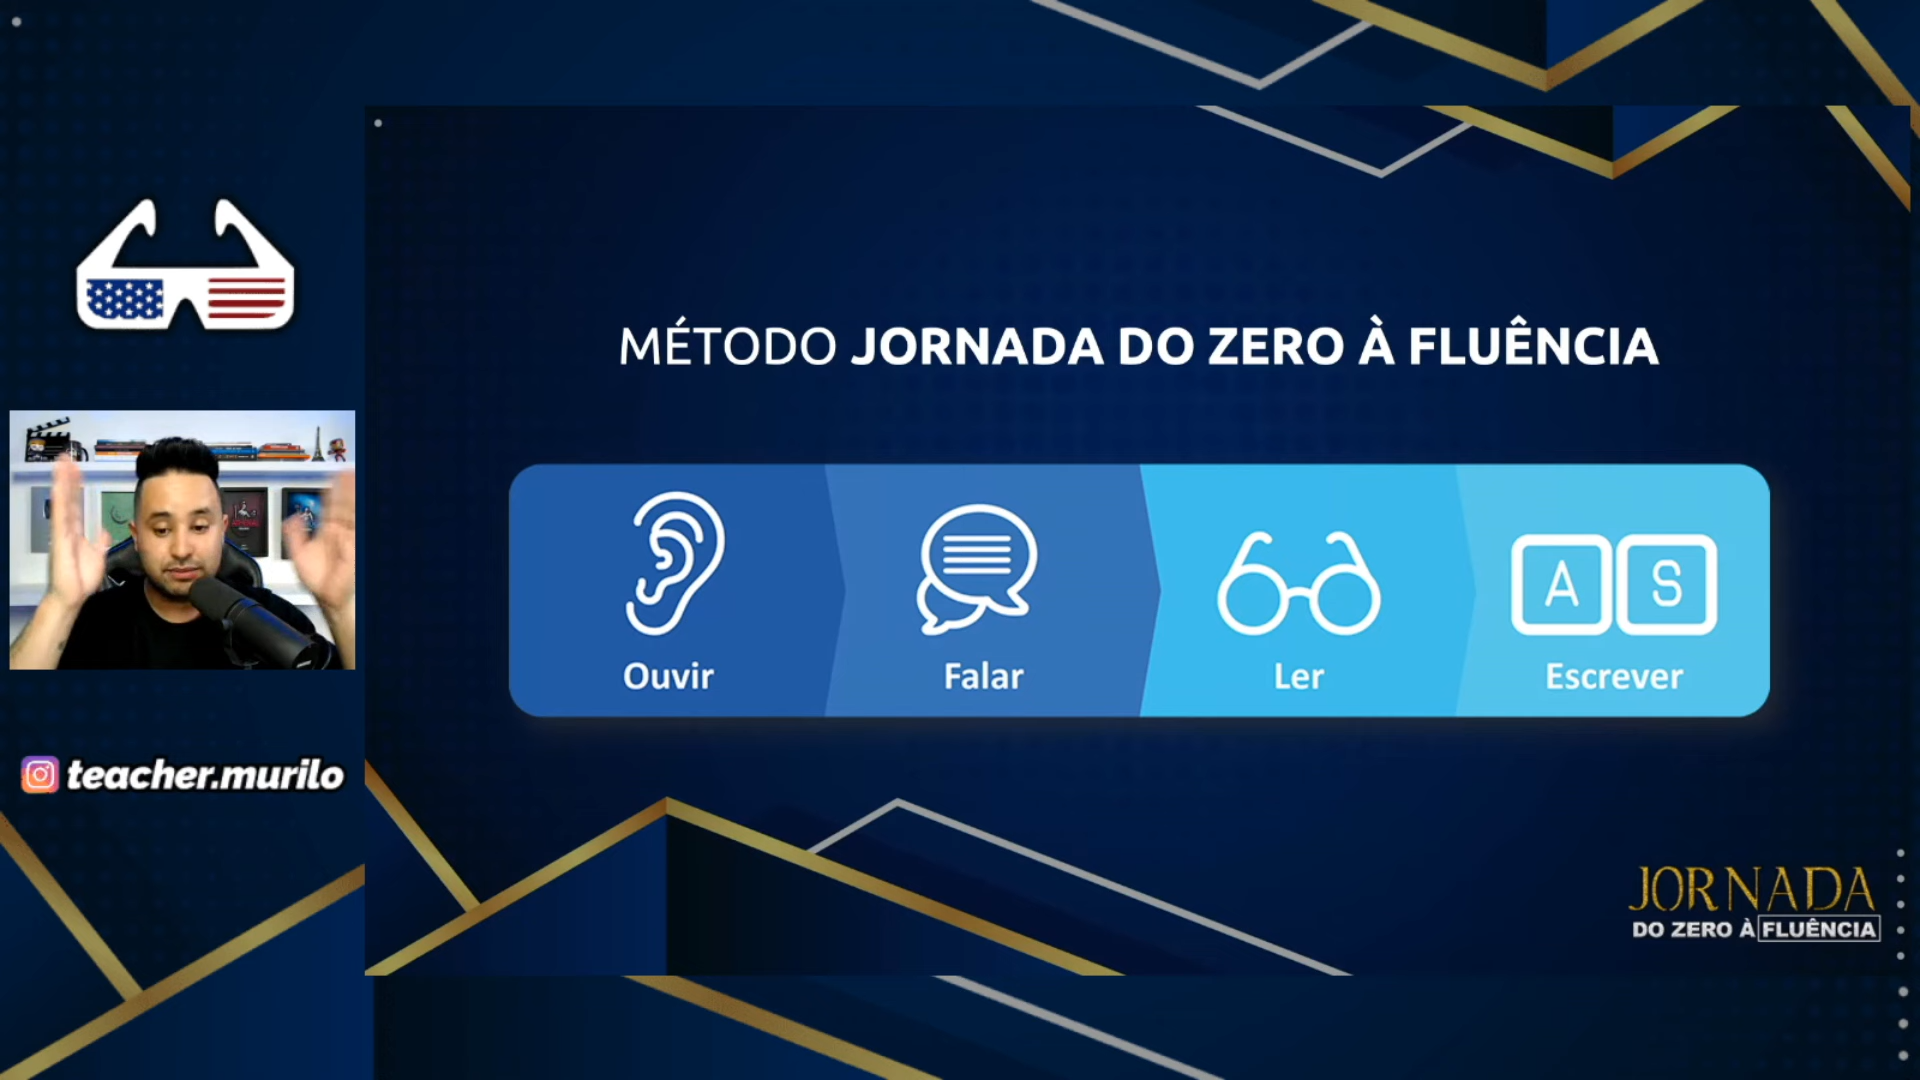 MÉTODO JORNADA DO ZERO À FLUÊNCIA
Ouvir
Falar
Ler
A S
Escrever
teacher.murilo
JORNADA
DO ZERO À FLUÊNCIA